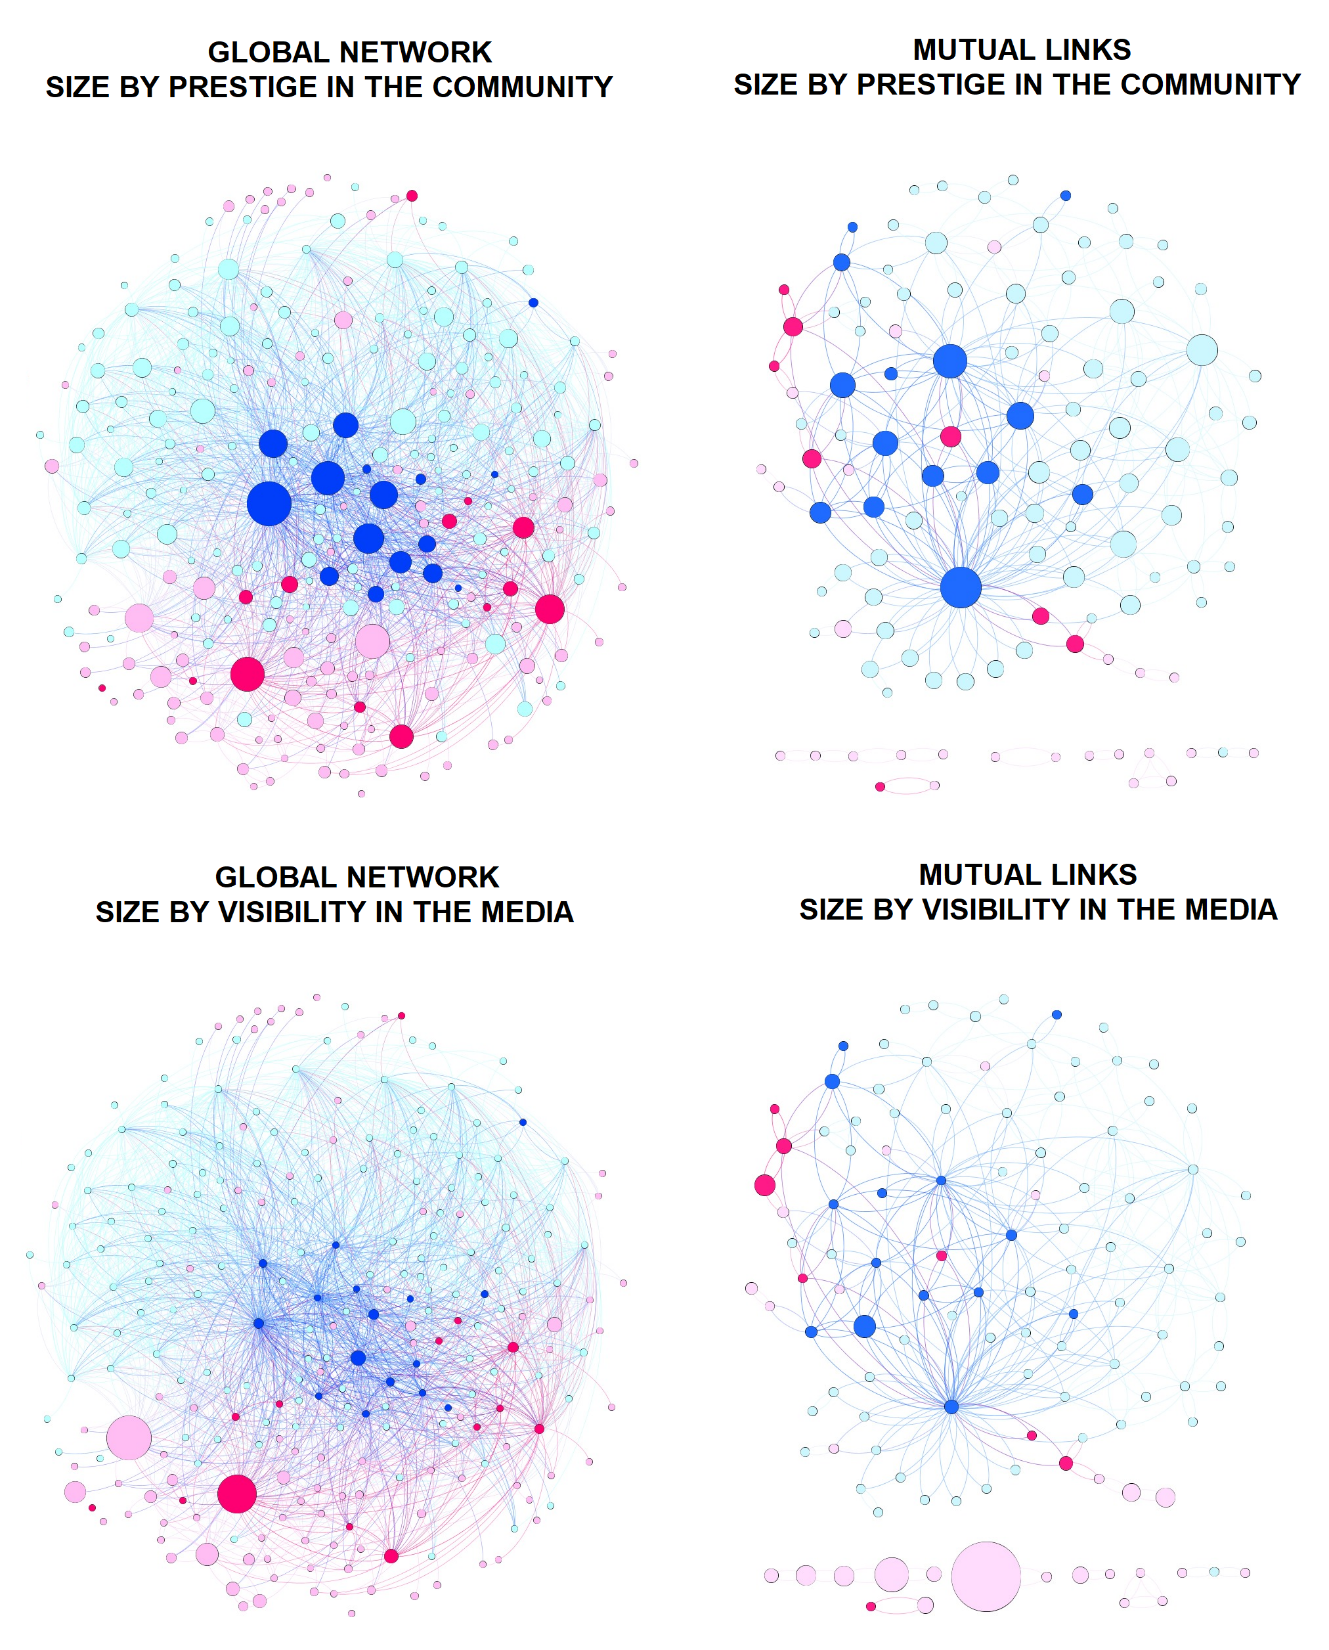 GLOBAL NETWORK
SIZE BY PRESTIGE IN THE COMMUNITY
MUTUAL LINKS
SIZE BY PRESTIGE IN THE COMMUNITY
GLOBAL NETWORK
SIZE BY VISIBILITY IN THE MEDIA
MUTUAL LINKS
SIZE BY VISIBILITY IN THE MEDIA